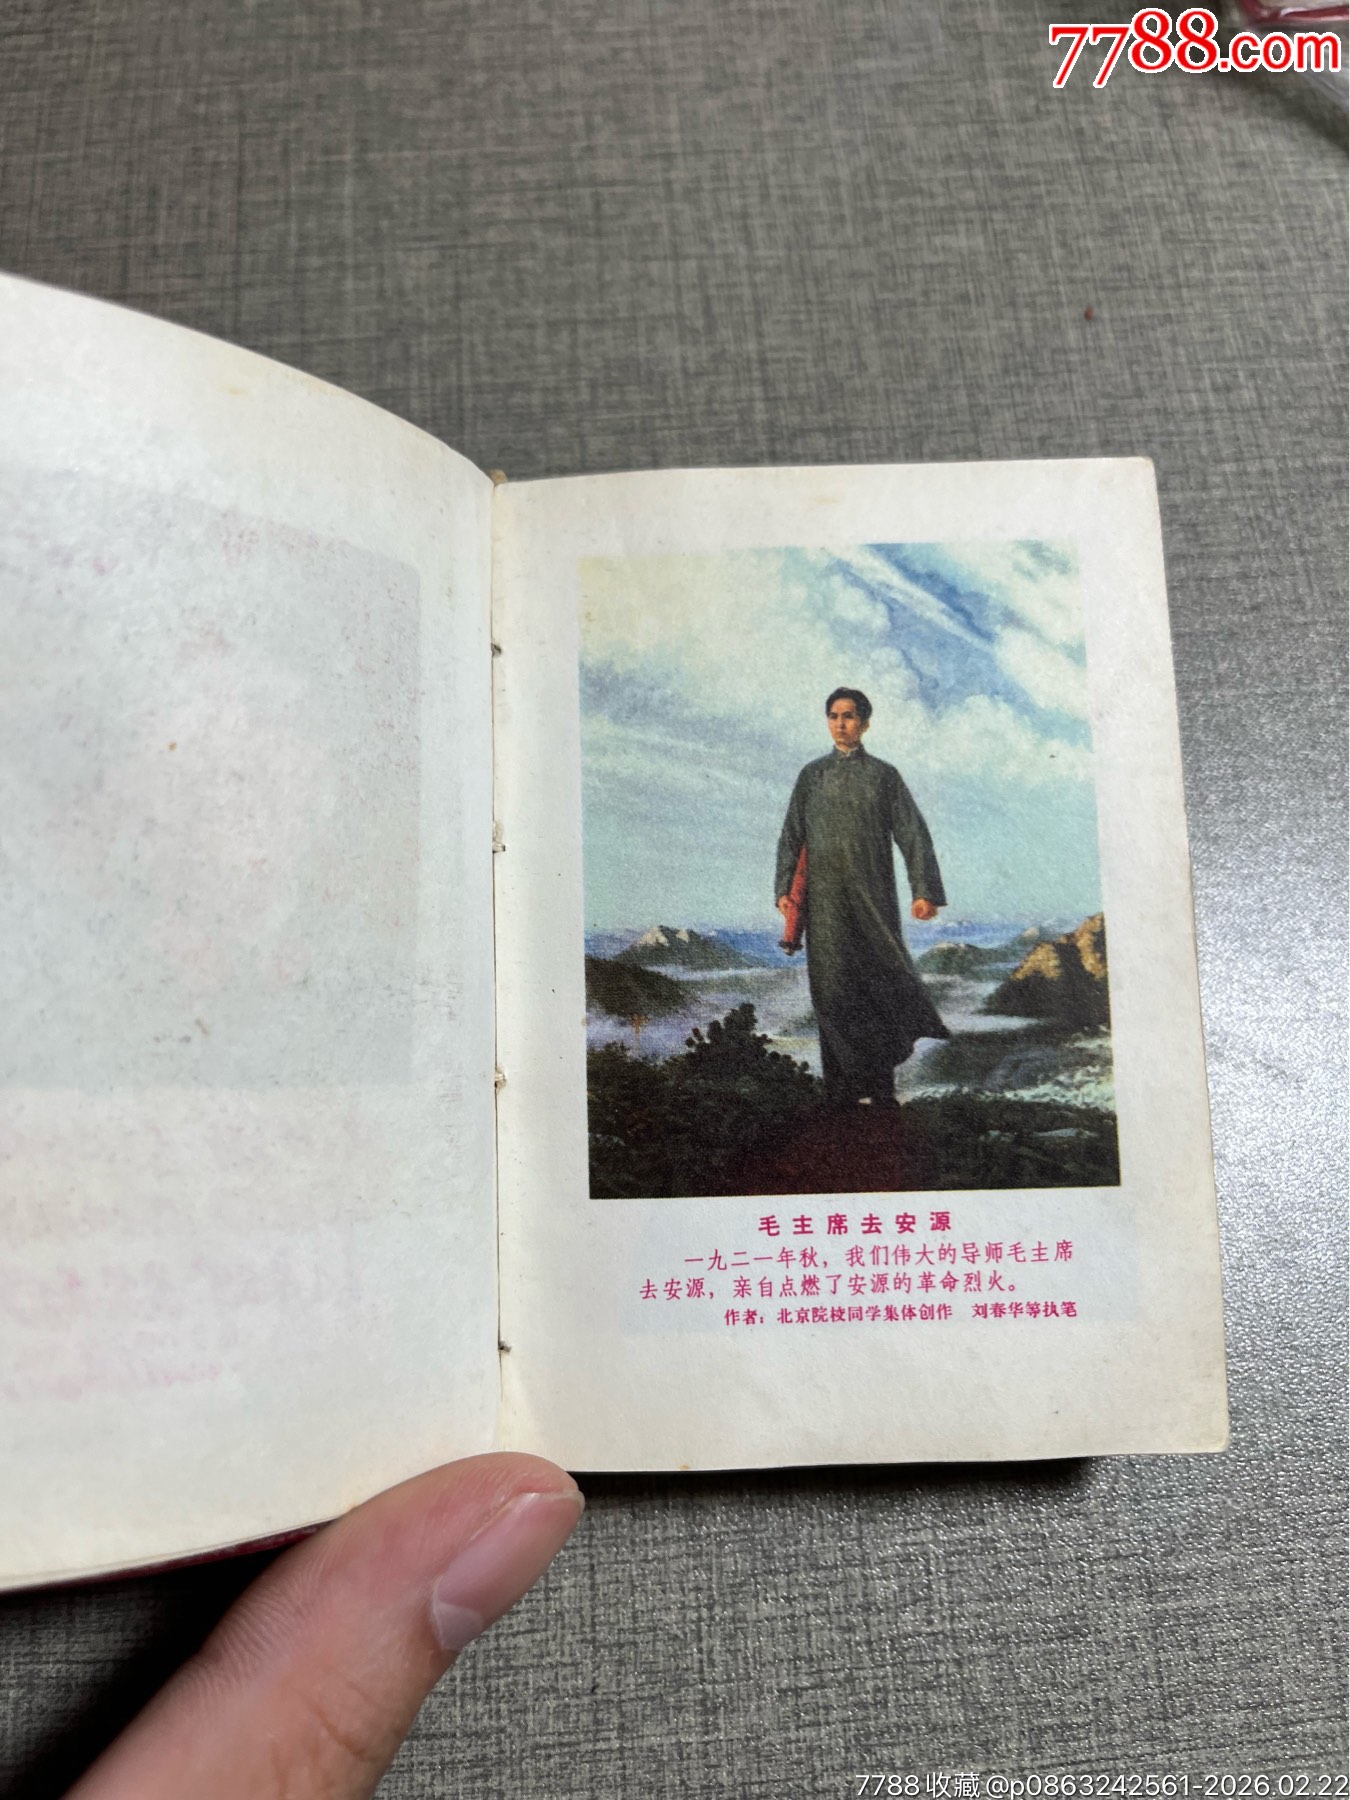 7788.com
毛主席去安源
一九二一年秋，我们伟大的导师毛主席
去安源，亲自点燃了安源的革命烈火。
作者：北京院校同学集体创作 刘春华等执笔
7788收藏@p0863242561-2026.02.22